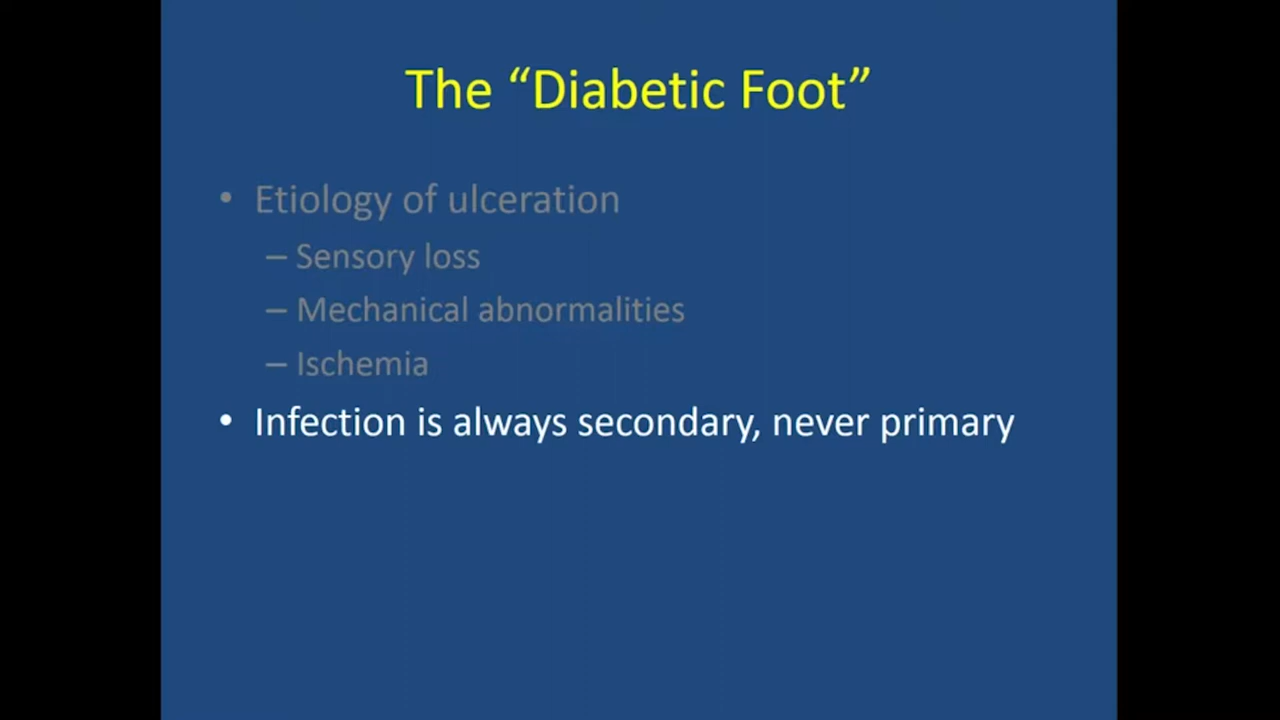 The “Diabetic Foot”
• Etiology of ulceration
– Sensory loss
– Mechanical abnormalities
– Ischemia
• Infection is always secondary, never primary